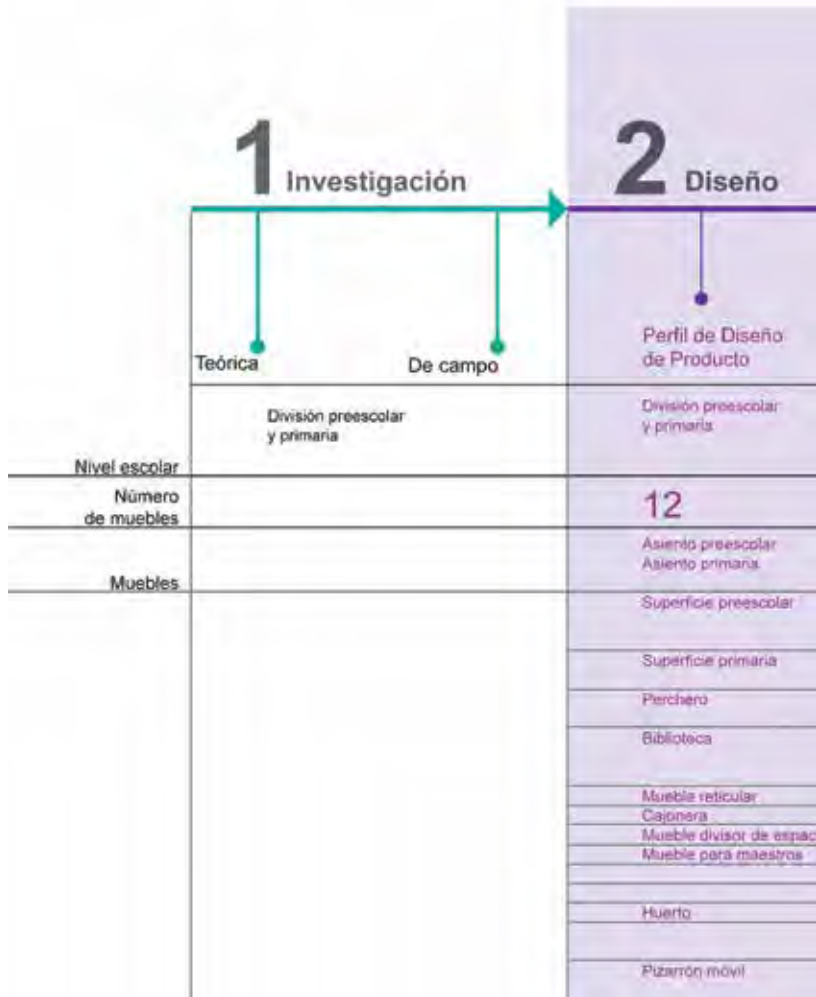 1 Investigación
2 Diseño
Teórica
De campo
Perfil de Diseño
de Producto
División preescolar
y primaria
División preescolar
y primaria
Nivel escolar
Número
de muebles
12
Muebles
Asiento preescolar
Asiento primaria
Superficie preescolar
Superficie primaria
Perchero
Biblioteca
Mueble reticular
Cajonera
Mueble divisor de espac
Mueble para maestros
Huerto
Pizarrón móvil